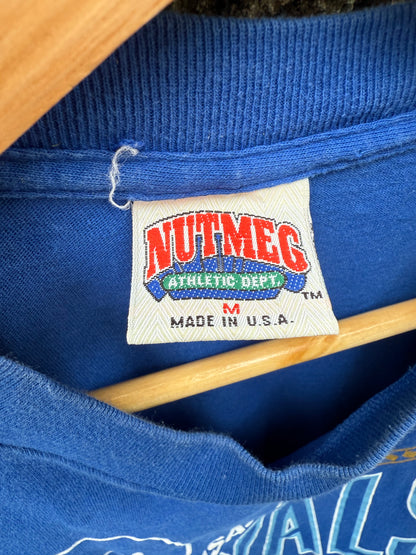 NUTMEG
ATHLETIC DEPT.
TM
M
MADE IN U.S.A.